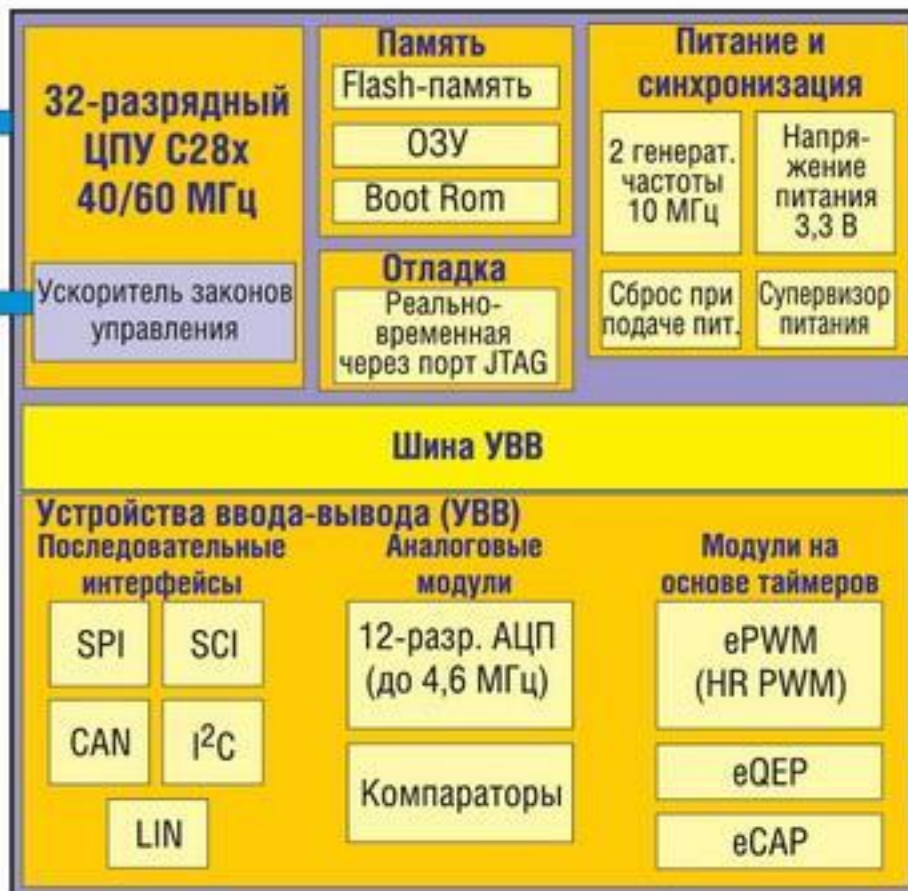 32-разрядный
ЦПУ C28x
40/60 МГц
Ускоритель законов
управления
Память
Flash-память
ОЗУ
Boot Rom
Отладка
Реально-
временная
через порт JTAG
Питание и
синхронизация
2 генерат.
частоты
10 МГц
Напря-
жение
питания
3,3 В
Сброс при
подаче пит.
Супервизор
питания
Шина УВВ
Устройства ввода-вывода (УВВ)
Последовательные
интерфейсы
SPI
SCI
CAN
I²C
LIN
Аналоговые
модули
12-разр. АЦП
(до 4,6 МГц)
Компараторы
Модули на
основе таймеров
ePWM
(HR PWM)
eQEP
eCAP